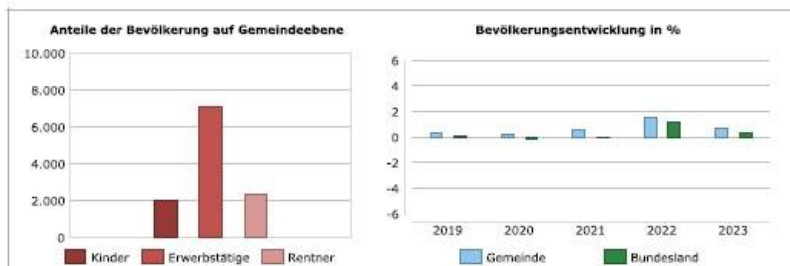 Anteile der Bevölkerung auf Gemeindeebene
10.000
8.000
6.000
4.000
2.000
0
Kinder Erwerbstätige Rentner
Bevölkerungsentwicklung in %
6
4
2
0
-2
-4
-6
2019 2020 2021 2022 2023
Gemeinde Bundesland